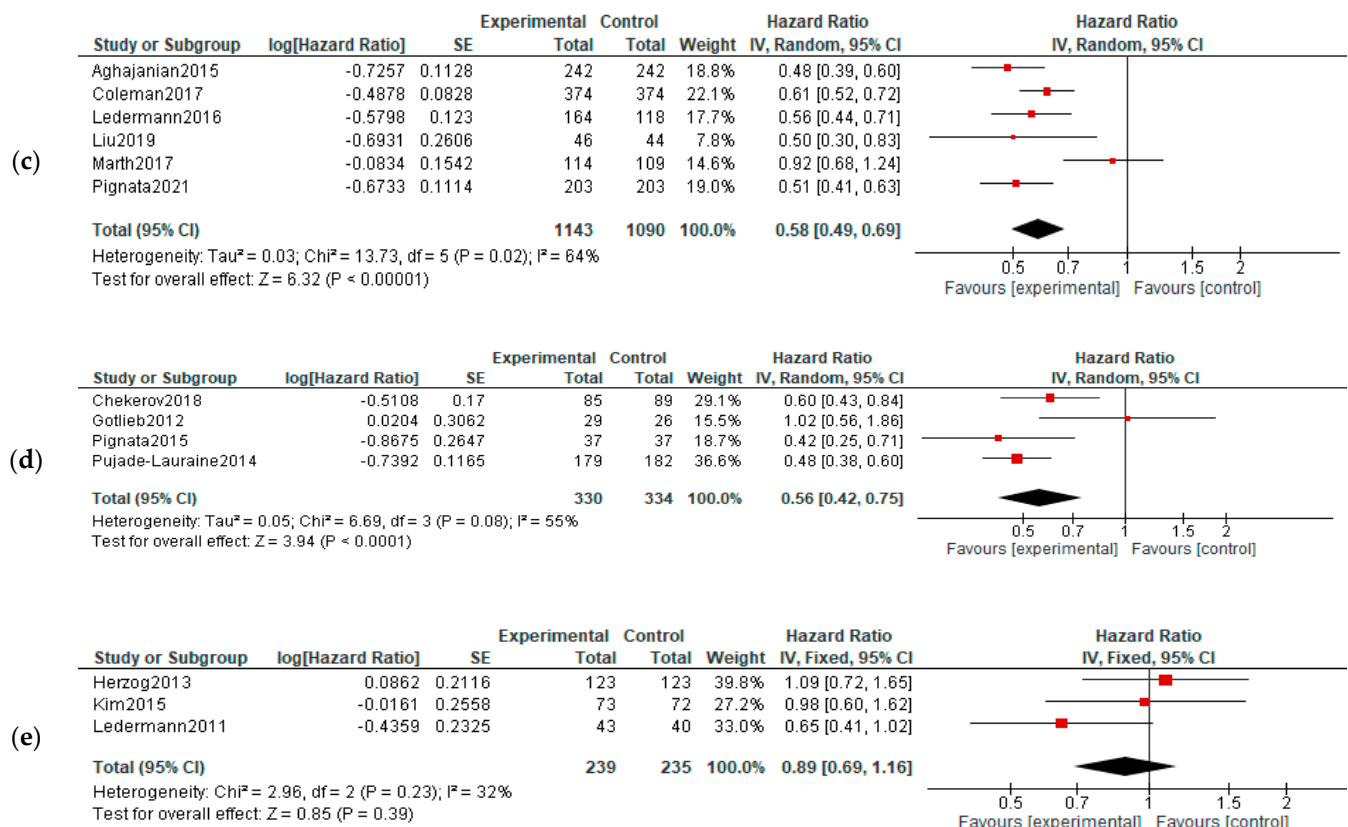 Experimental Control Hazard Ratio Hazard Ratio
Study or Subgroup log[Hazard Ratio] SE Total Total Weight IV, Random, 95% CI IV, Random, 95% CI
Aghajanian2015 -0.7257 0.1128 242 242 18.8% 0.48 [0.39, 0.60]
Coleman2017 -0.4878 0.0828 374 374 22.1% 0.61 [0.52, 0.72]
Ledermann2016 -0.5798 0.123 164 118 17.7% 0.56 [0.44, 0.71]
Liu2019 -0.6931 0.2606 46 44 7.8% 0.50 [0.30, 0.83]
(c)
Marth2017 -0.0834 0.1542 114 109 14.6% 0.92 [0.68, 1.24]
Pignata2021 -0.6733 0.1114 203 203 19.0% 0.51 [0.41, 0.63]
Total (95% CI) 1143 1090 100.0% 0.58 [0.49, 0.69]
Heterogeneity: Tau² = 0.03; Chi² = 13.73, df = 5 (P = 0.02); I² = 64%
Test for overall effect: Z = 6.32 (P < 0.00001)
0.5 0.7 1 1.5 2
Favours [experimental] Favours [control]
Experimental Control Hazard Ratio Hazard Ratio
Study or Subgroup log[Hazard Ratio] SE Total Total Weight IV, Random, 95% CI IV, Random, 95% CI
Chekerov2018 -0.5108 0.17 85 89 29.1% 0.60 [0.43, 0.84]
Gotlieb2012 0.0204 0.3062 29 26 15.5% 1.02 [0.56, 1.86]
Pignata2015 -0.8675 0.2647 37 37 18.7% 0.42 [0.25, 0.71]
(d)
Pujade-Lauraine2014 -0.7392 0.1165 179 182 36.6% 0.48 [0.38, 0.60]
Total (95% CI) 330 334 100.0% 0.56 [0.42, 0.75]
Heterogeneity: Tau² = 0.05; Chi² = 6.69, df = 3 (P = 0.08); I² = 55%
Test for overall effect: Z = 3.94 (P < 0.0001)
0.5 0.7 1 1.5 2
Favours [experimental] Favours [control]
Experimental Control Hazard Ratio Hazard Ratio
Study or Subgroup log[Hazard Ratio] SE Total Total Weight IV, Fixed, 95% CI IV, Fixed, 95% CI
Herzog2013 0.0862 0.2116 123 123 39.8% 1.09 [0.72, 1.65]
Kim2015 -0.0161 0.2558 73 72 27.2% 0.98 [0.60, 1.62]
Ledermann2011 -0.4359 0.2325 43 40 33.0% 0.65 [0.41, 1.02]
(e)
Total (95% CI) 239 235 100.0% 0.89 [0.69, 1.16]
Heterogeneity: Chi² = 2.96, df = 2 (P = 0.23); I² = 32%
Test for overall effect: Z = 0.85 (P = 0.39)
0.5 0.7 1 1.5 2
Favours [experimental] Favours [control]